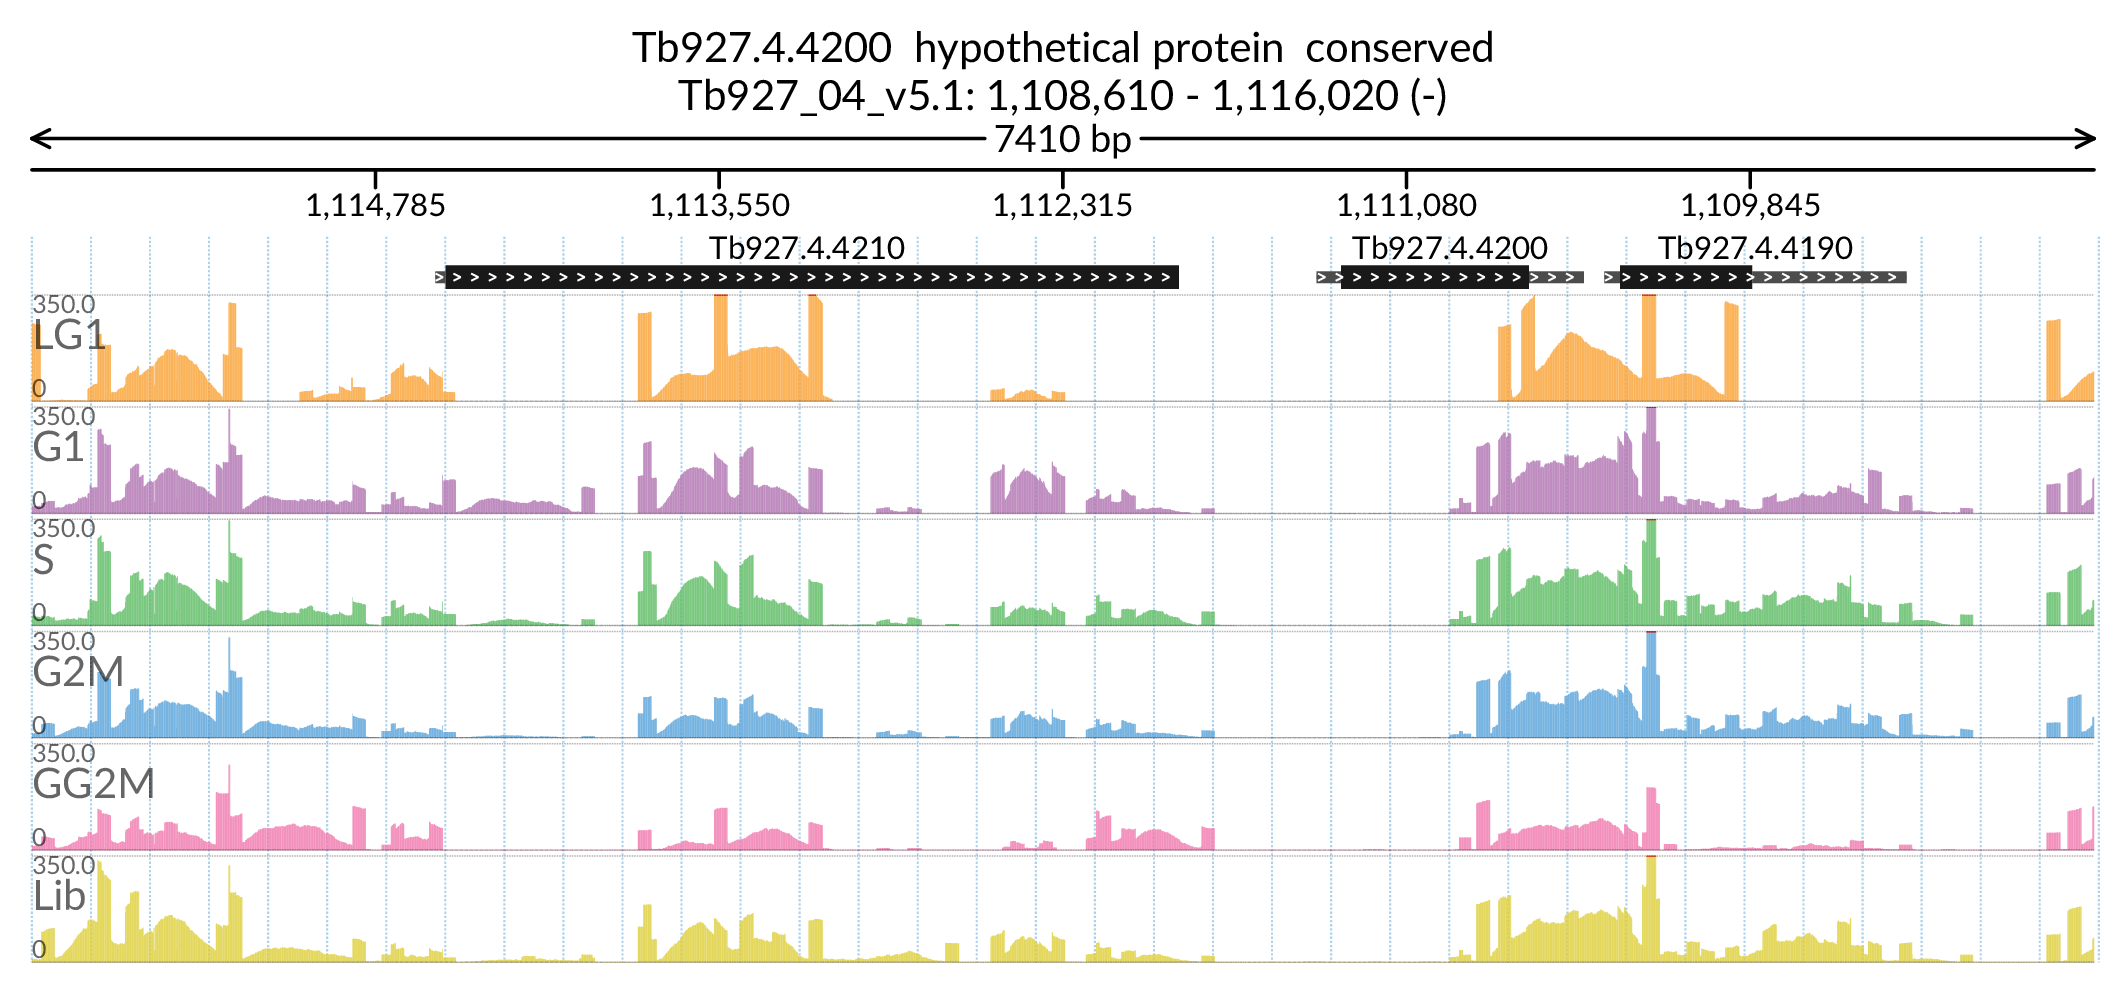 Tb927.4.4200 hypothetical protein conserved
Tb927_04_v5.1: 1,108,610 - 1,116,020 (-)
7410 bp
1,114,785 1,113,550 1,112,315 1,111,080 1,109,845
Tb927.4.4210 Tb927.4.4200 Tb927.4.4190
350.0
LG1
0
350.0
G1
0
350.0
S
0
350.0
G2M
0
350.0
GG2M
0
350.0
Lib
0